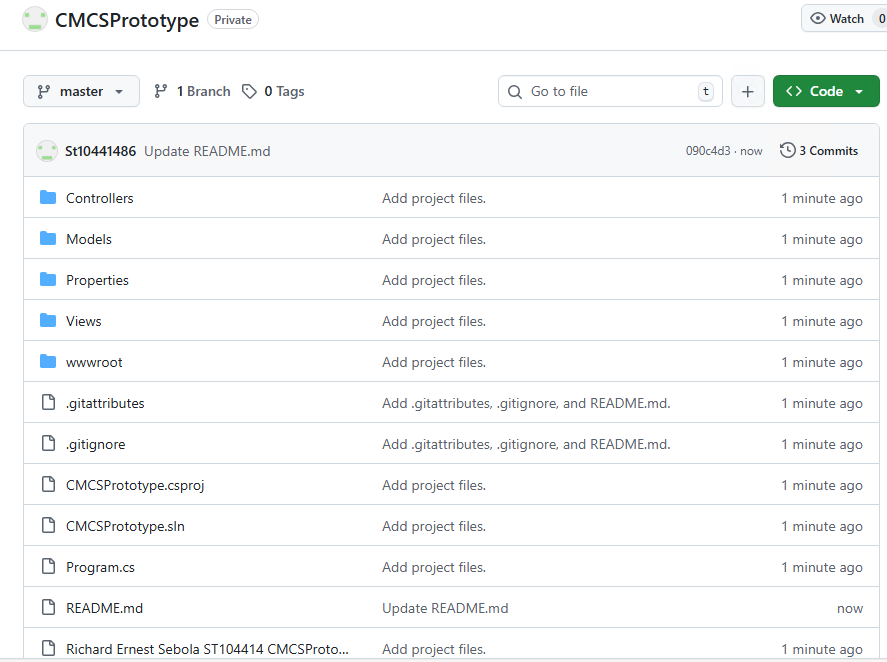 CMCSPrototype Private Watch 0
master 1 Branch 0 Tags Go to file t + Code
St10441486 Update README.md 090c4d3 · now 3 Commits
Controllers Add project files. 1 minute ago
Models Add project files. 1 minute ago
Properties Add project files. 1 minute ago
Views Add project files. 1 minute ago
wwwroot Add project files. 1 minute ago
.gitattributes Add .gitattributes, .gitignore, and README.md. 1 minute ago
.gitignore Add .gitattributes, .gitignore, and README.md. 1 minute ago
CMCSPrototype.csproj Add project files. 1 minute ago
CMCSPrototype.sln Add project files. 1 minute ago
Program.cs Add project files. 1 minute ago
README.md Update README.md now
Richard Ernest Sebola ST104414 CMCSProto... Add project files. 1 minute ago